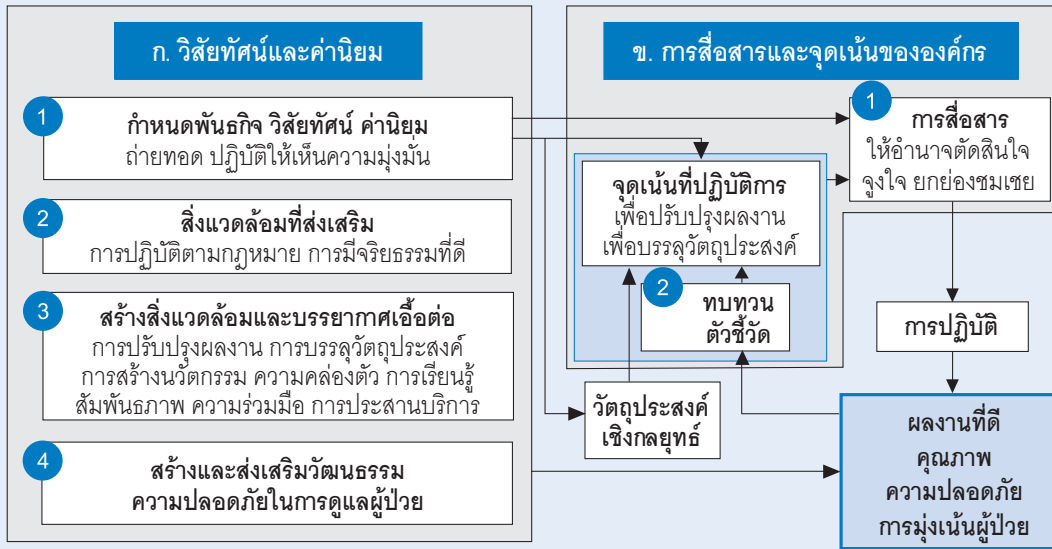 ก. วิสัยทัศน์และค่านิยม
1
กำหนดพันธกิจ วิสัยทัศน์ ค่านิยม
ถ่ายทอด ปฏิบัติให้เห็นความมุ่งมั่น
2
สิ่งแวดล้อมที่ส่งเสริม
การปฏิบัติตามกฎหมาย การมีจริยธรรมที่ดี
3
สร้างสิ่งแวดล้อมและบรรยากาศเอื้อต่อ
การปรับปรุงผลงาน การบรรลุวัตถุประสงค์
การสร้างนวัตกรรม ความคล่องตัว การเรียนรู้
สัมพันธภาพ ความร่วมมือ การประสานบริการ
4
สร้างและส่งเสริมวัฒนธรรม
ความปลอดภัยในการดูแลผู้ป่วย
ข. การสื่อสารและจุดเน้นขององค์กร
1
การสื่อสาร
ให้อำนาจตัดสินใจ
จูงใจ ยกย่องชมเชย
จุดเน้นที่ปฏิบัติการ
เพื่อปรับปรุงผลงาน
เพื่อบรรลุวัตถุประสงค์
2
ทบทวน
ตัวชี้วัด
การปฏิบัติ
วัตถุประสงค์
เชิงกลยุทธ์
ผลงานที่ดี
คุณภาพ
ความปลอดภัย
การมุ่งเน้นผู้ป่วย